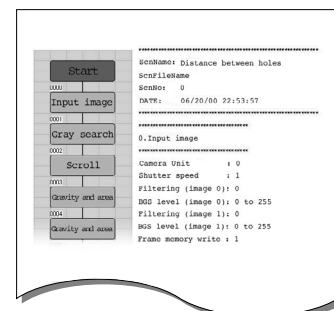 Start
0000
Input image
0001
Gray search
0002
Scroll
0003
Gravity and area
0004
Gravity and area
****************************************************
ScnName: Distance between holes
ScnFileName
ScnNo: 0
DATE: 06/20/00 22:53:57
****************************************************
********************************
0.Input image
********************************
Camera Unit : 0
Shutter speed : 1
Filtering (image 0): 0
BGS level (image 0): 0 to 255
Filtering (image 1): 0
BGS level (image 1): 0 to 255
Frame memory write : 1